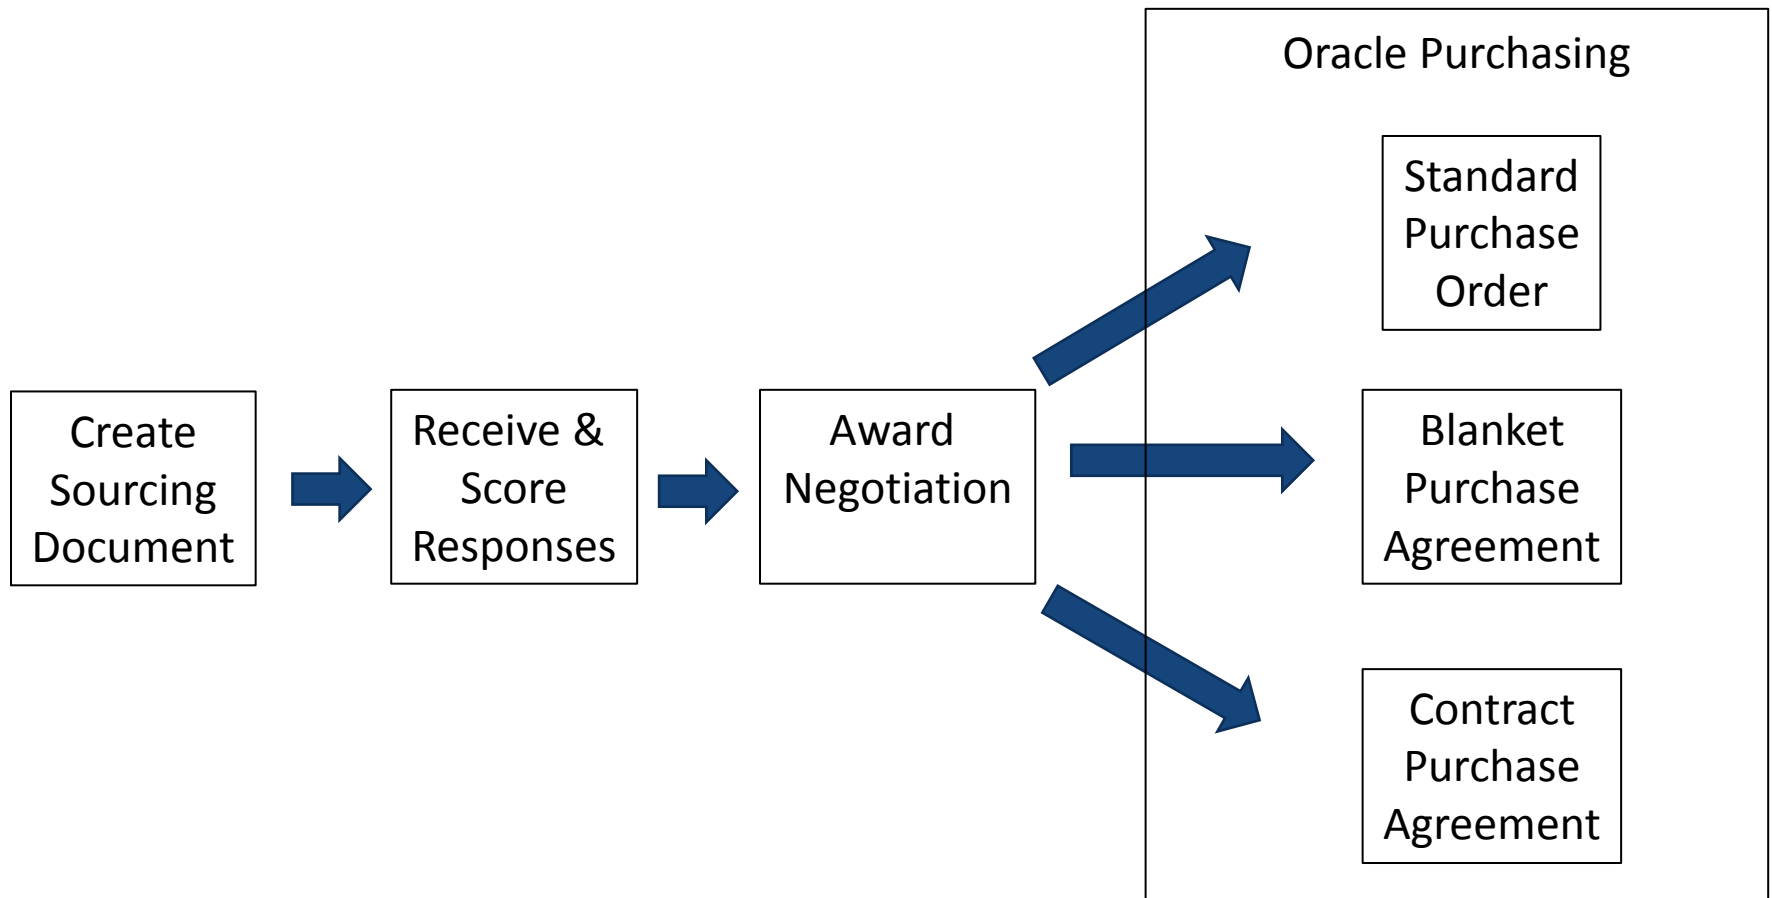 Oracle Purchasing
Standard
Purchase
Order
Create
Sourcing
Document
Receive &
Score
Responses
Award
Negotiation
Blanket
Purchase
Agreement
Contract
Purchase
Agreement